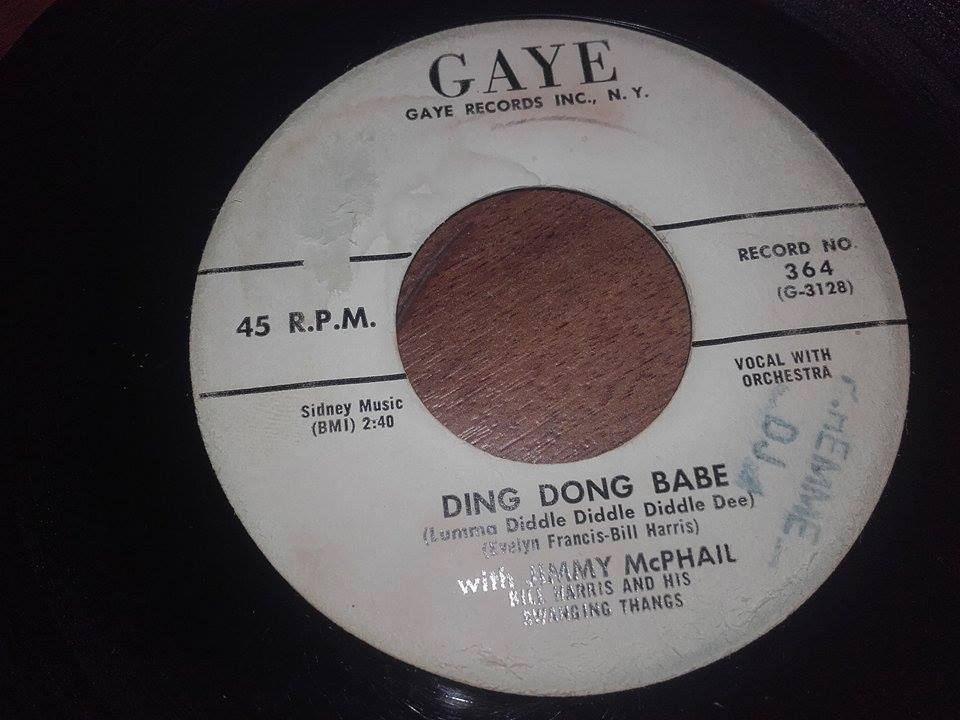 GAYE
GAYE RECORDS INC., N. Y.
RECORD NO.
364
(G-3128)
45 R.P.M.
VOCAL WITH
ORCHESTRA
Sidney Music
(BMI) 2:40
DING DONG BABE
(Lumma Diddle Diddle Diddle Dee)
(Evelyn Francis-Bill Harris)
with JIMMY McPHAIL
BILL HARRIS AND HIS
SWANGING THANGS